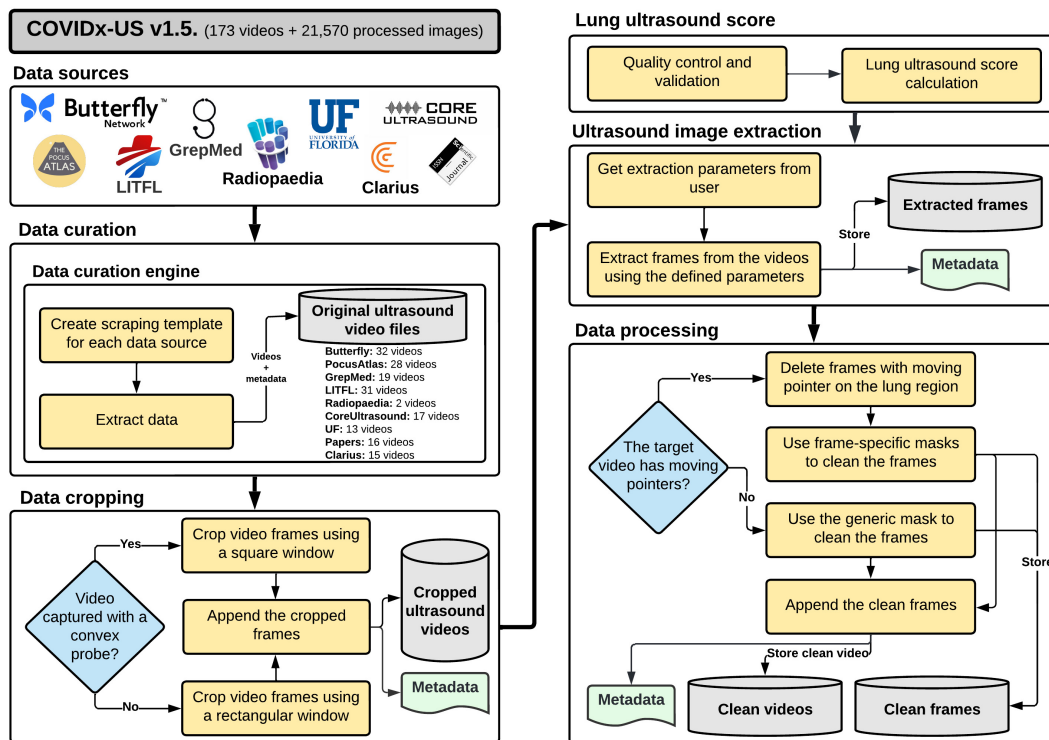 COVIDx-US v1.5. (173 videos + 21,570 processed images)
Data sources
Butterfly™
Network
GrepMed
UF
UNIVERSITY of
FLORIDA
CORE
ULTRASOUND
THE
POCUS
ATLAS
LITFL
Radiopaedia
Clarius
ISSN
Journal
Data curation
Data curation engine
Create scraping template
for each data source
Extract data
Videos
+
metadata
Original ultrasound
video files
Butterfly: 32 videos
PocusAtlas: 28 videos
GrepMed: 19 videos
LITFL: 31 videos
Radiopaedia: 2 videos
CoreUltrasound: 17 videos
UF: 13 videos
Papers: 16 videos
Clarius: 15 videos
Data cropping
Video
captured with a
convex
probe?
Yes
No
Crop video frames using
a square window
Append the cropped
frames
Crop video frames using
a rectangular window
Cropped
ultrasound
videos
Metadata
Lung ultrasound score
Quality control and
validation
Lung ultrasound score
calculation
Ultrasound image extraction
Get extraction parameters from
user
Extract frames from the videos
using the defined parameters
Store
Extracted frames
Metadata
Data processing
The target
video has moving
pointers?
Yes
No
Delete frames with moving
pointer on the lung region
Use frame-specific masks
to clean the frames
Use the generic mask to
clean the frames
Append the clean frames
Store
Store clean video
Metadata
Clean videos
Clean frames